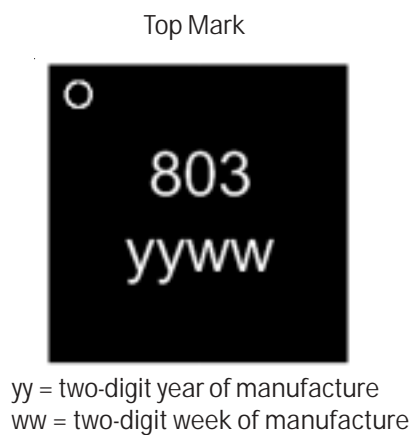 Top Mark
803
yyww
yy = two-digit year of manufacture
ww = two-digit week of manufacture